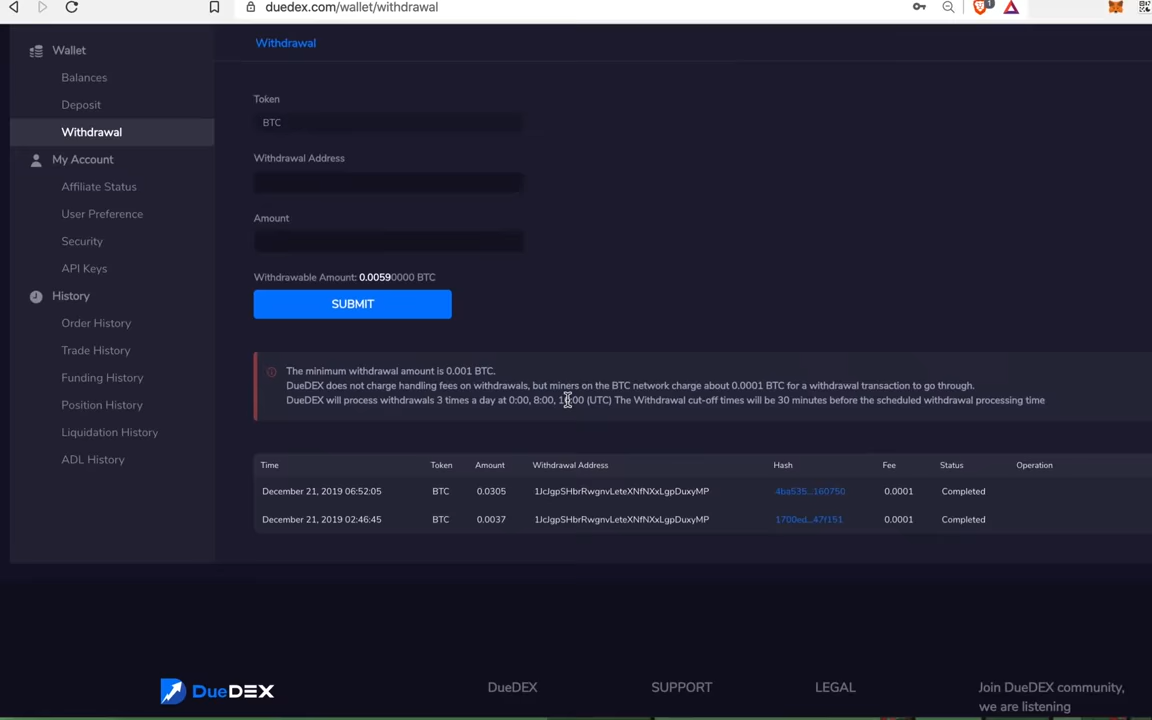 duedex.com/wallet/withdrawal
1
Wallet
Balances
Deposit
Withdrawal
My Account
Affiliate Status
User Preference
Security
API Keys
History
Order History
Trade History
Funding History
Position History
Liquidation History
ADL History
Withdrawal
Token
BTC
Withdrawal Address
Amount
Withdrawable Amount: 0.00590000 BTC
SUBMIT
The minimum withdrawal amount is 0.001 BTC.
DueDEX does not charge handling fees on withdrawals, but miners on the BTC network charge about 0.0001 BTC for a withdrawal transaction to go through.
DueDEX will process withdrawals 3 times a day at 0:00, 8:00, (UTC) The Withdrawal cut-off times will be 30 minutes before the scheduled withdrawal processing time
Time Token Amount Withdrawal Address Hash Fee Status Operation
December 21, 2019 06:52:05 BTC 0.0305 1JcJgpSHbrRwgnvLeteXNfNXxLgpDuxyMP 4ba535...160750 0.0001 Completed
December 21, 2019 02:46:45 BTC 0.0037 1JcJgpSHbrRwgnvLeteXNfNXxLgpDuxyMP 1700ed...47f151 0.0001 Completed
DueDEX
DueDEX
SUPPORT
LEGAL
Join DueDEX community,
we are listening